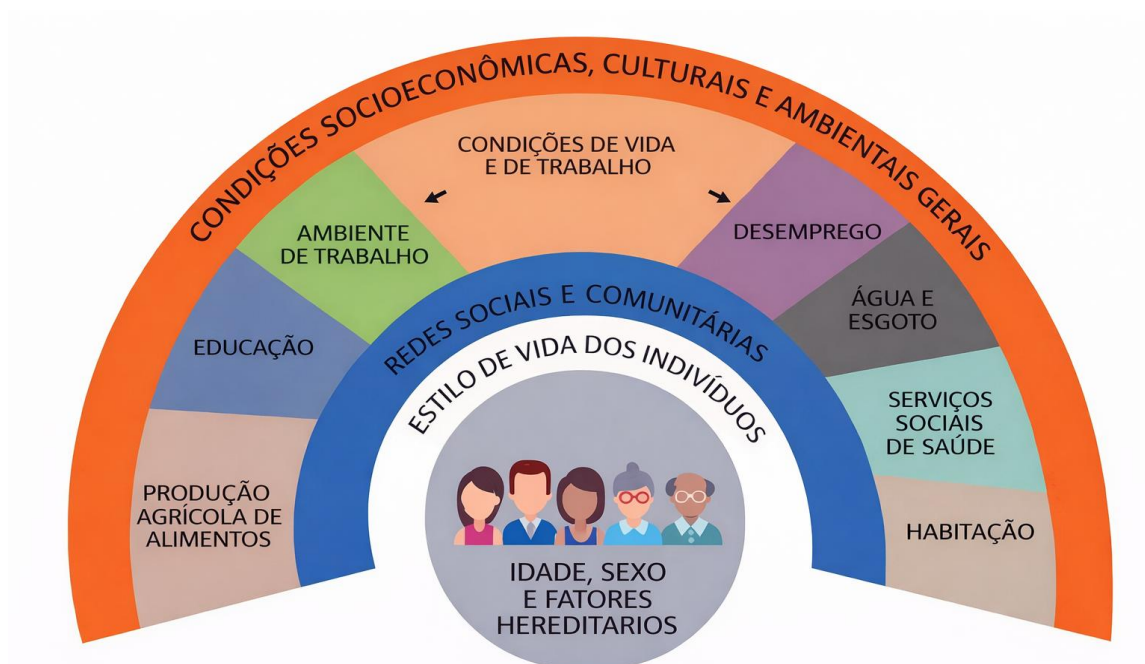 CONDIÇÕES SOCIOECONÔMICAS, CULTURAIS E AMBIENTAIS GERAIS
CONDIÇÕES DE VIDA
E DE TRABALHO
AMBIENTE
DE TRABALHO
DESEMPREGO
EDUCAÇÃO
ÁGUA E
ESGOTO
PRODUÇÃO
AGRÍCOLA DE
ALIMENTOS
SERVIÇOS
SOCIAIS
DE SAÚDE
HABITAÇÃO
REDES SOCIAIS E COMUNITÁRIAS
ESTILO DE VIDA DOS INDIVÍDUOS
IDADE, SEXO
E FATORES
HEREDITARIOS